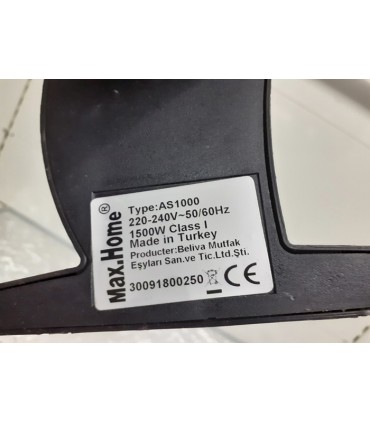 Max.Home®
Type:AS1000
220-240V~50/60Hz
1500W Class I
Made in Turkey
Producter:Beliva Mutfak
Eşyları San.ve Tic.Ltd.Şti.
30091800250 CE